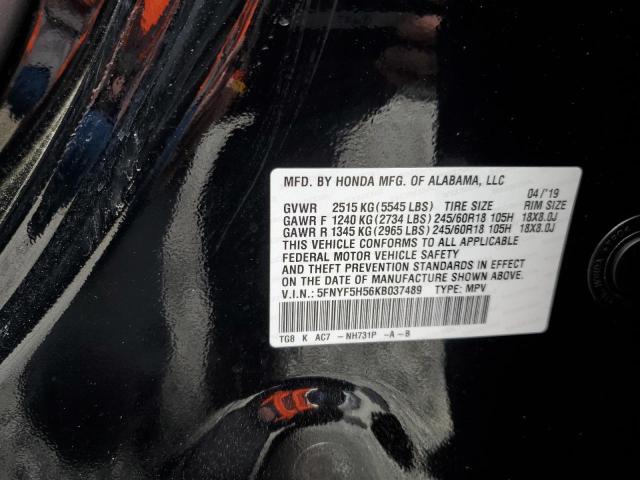 MFD. BY HONDA MFG. OF ALABAMA, LLC
04/'19
GVWR 2515 KG(5545 LBS) TIRE SIZE RIM SIZE
GAWR F 1240 KG(2734 LBS) 245/60R18 105H 18X8.0J
GAWR R 1345 KG(2965 LBS) 245/60R18 105H 18X8.0J
THIS VEHICLE CONFORMS TO ALL APPLICABLE
FEDERAL MOTOR VEHICLE SAFETY
AND THEFT PREVENTION STANDARDS IN EFFECT
ON THE DATE OF MANUFACTURE SHOWN ABOVE.
V.I.N.: 5FNYF5H56KB037489 TYPE: MPV
TG8 K AC7 -NH731P -A-B